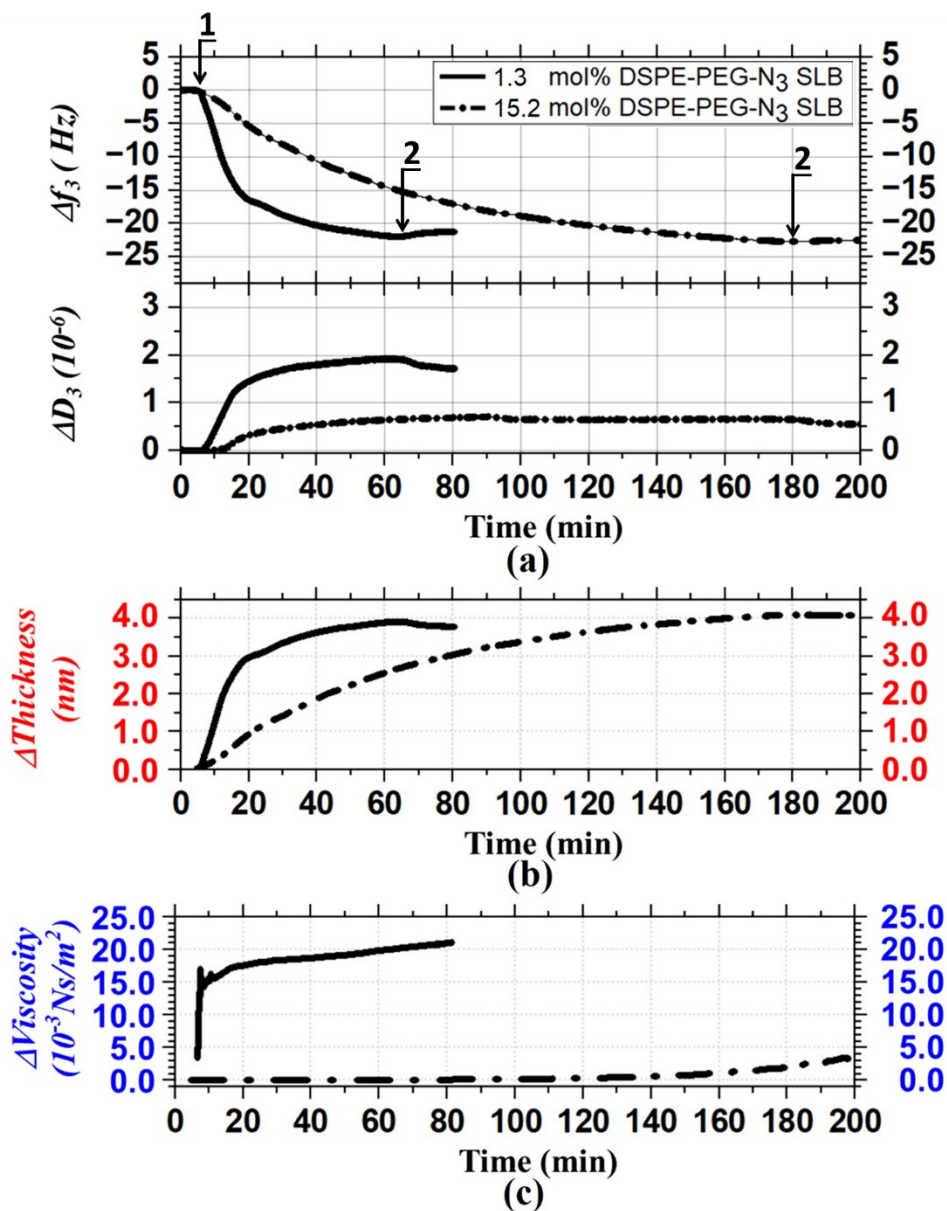 1
5 5
0 0
−5 −5
−10 −10
−15 −15
−20 −20
−25 −25
Δf3 ( Hz)
1.3 mol% DSPE-PEG-N3 SLB
15.2 mol% DSPE-PEG-N3 SLB
2
2
3 3
2 2
1 1
0 0
ΔD3 (10-6)
0 20 40 60 80 100 120 140 160 180 200
Time (min)
(a)
4.0 4.0
3.0 3.0
2.0 2.0
1.0 1.0
0.0 0.0
ΔThickness
(nm)
0 20 40 60 80 100 120 140 160 180 200
Time (min)
(b)
25.0 25.0
20.0 20.0
15.0 15.0
10.0 10.0
5.0 5.0
0.0 0.0
ΔViscosity
(10-3Ns/m2)
0 20 40 60 80 100 120 140 160 180 200
Time (min)
(c)